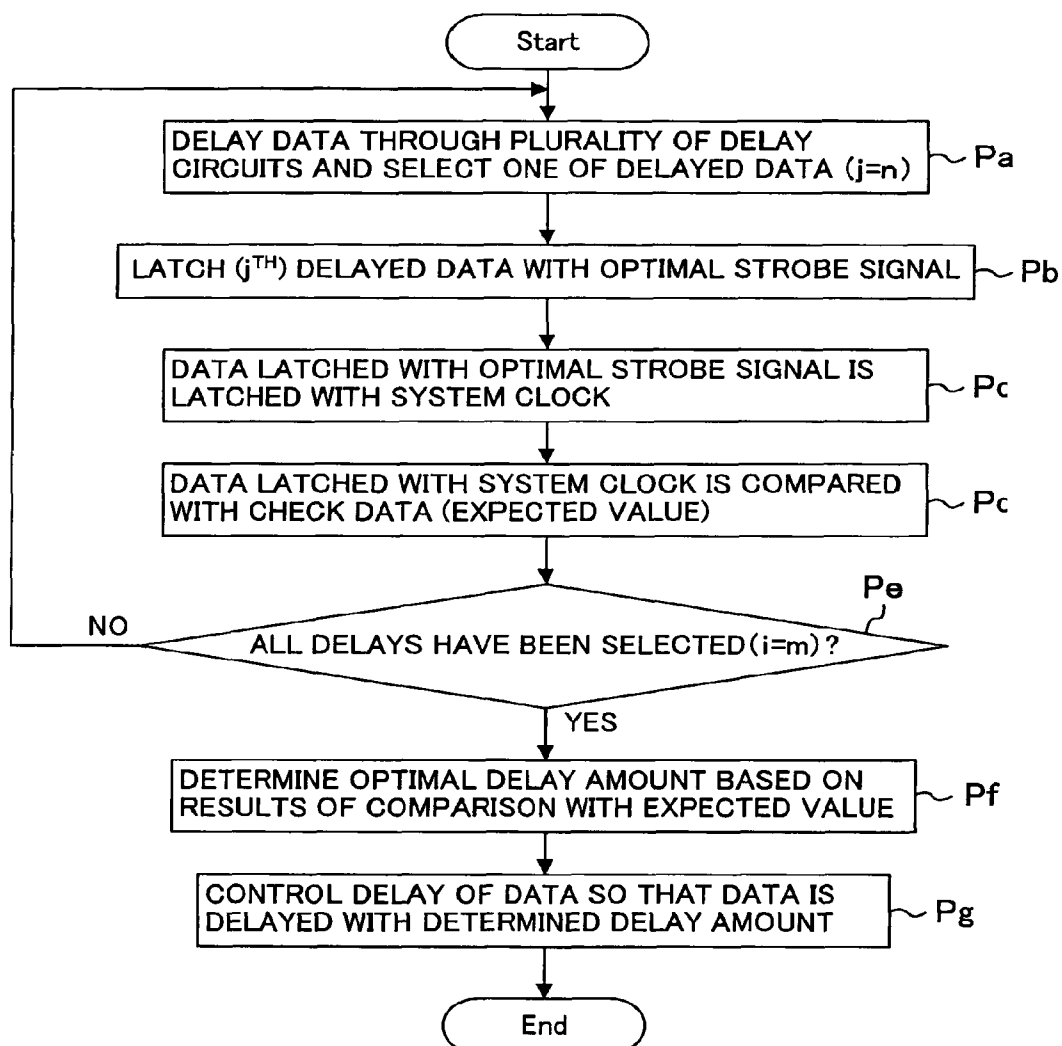 Start
DELAY DATA THROUGH PLURALITY OF DELAY
CIRCUITS AND SELECT ONE OF DELAYED DATA (j=n)
Pa
LATCH (jTH) DELAYED DATA WITH OPTIMAL STROBE SIGNAL
Pb
DATA LATCHED WITH OPTIMAL STROBE SIGNAL IS
LATCHED WITH SYSTEM CLOCK
Pc
DATA LATCHED WITH SYSTEM CLOCK IS COMPARED
WITH CHECK DATA (EXPECTED VALUE)
Pc
Pe
NO
ALL DELAYS HAVE BEEN SELECTED(i=m)?
YES
DETERMINE OPTIMAL DELAY AMOUNT BASED ON
RESULTS OF COMPARISON WITH EXPECTED VALUE
Pf
CONTROL DELAY OF DATA SO THAT DATA IS
DELAYED WITH DETERMINED DELAY AMOUNT
Pg
End